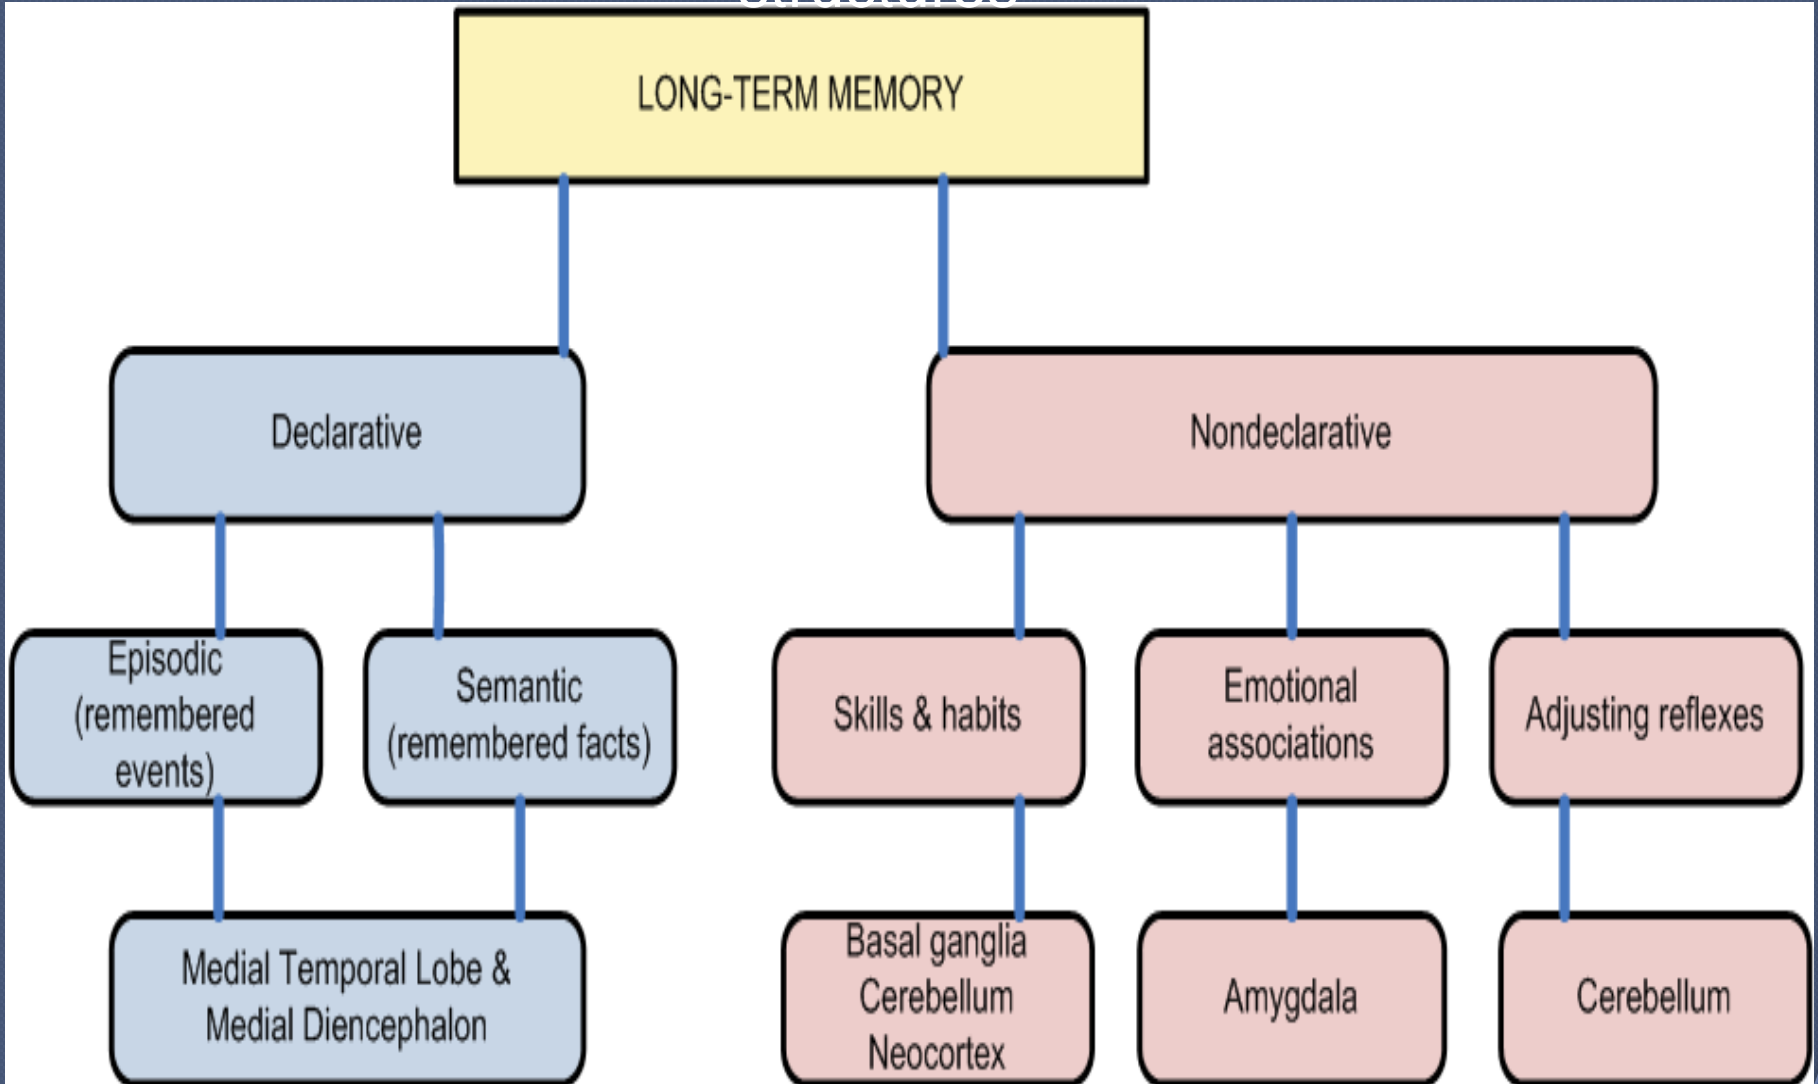 LONG-TERM MEMORY
Declarative
Nondeclarative
Episodic
(remembered
events)
Semantic
(remembered facts)
Skills & habits
Emotional
associations
Adjusting reflexes
Medial Temporal Lobe &
Medial Diencephalon
Basal ganglia
Cerebellum
Neocortex
Amygdala
Cerebellum